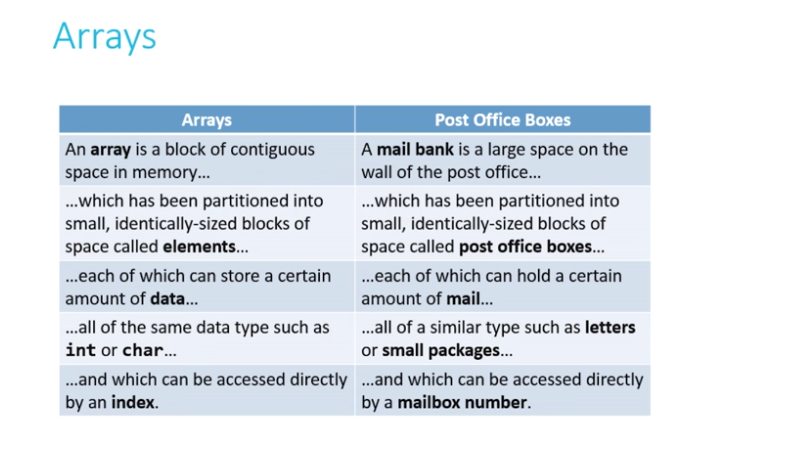 Arrays
Arrays
Post Office Boxes
An array is a block of contiguous
space in memory...
A mail bank is a large space on the
wall of the post office...
...which has been partitioned into
small, identically-sized blocks of
space called elements...
...which has been partitioned into
small, identically-sized blocks of
space called post office boxes...
...each of which can store a certain
amount of data...
...each of which can hold a certain
amount of mail...
...all of the same data type such as
int or char...
...all of a similar type such as letters
or small packages...
...and which can be accessed directly
by an index.
...and which can be accessed directly
by a mailbox number.